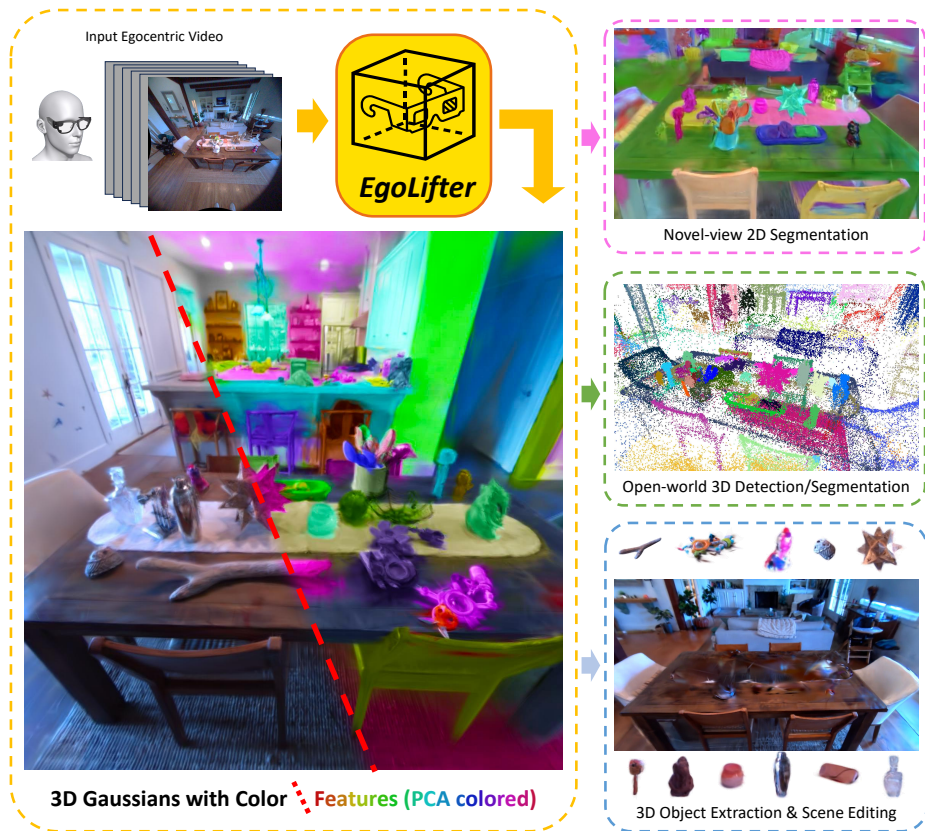 Input Egocentric Video
EgoLifter
Novel-view 2D Segmentation
Open-world 3D Detection/Segmentation
3D Gaussians with Color
Features (PCA colored)
3D Object Extraction & Scene Editing